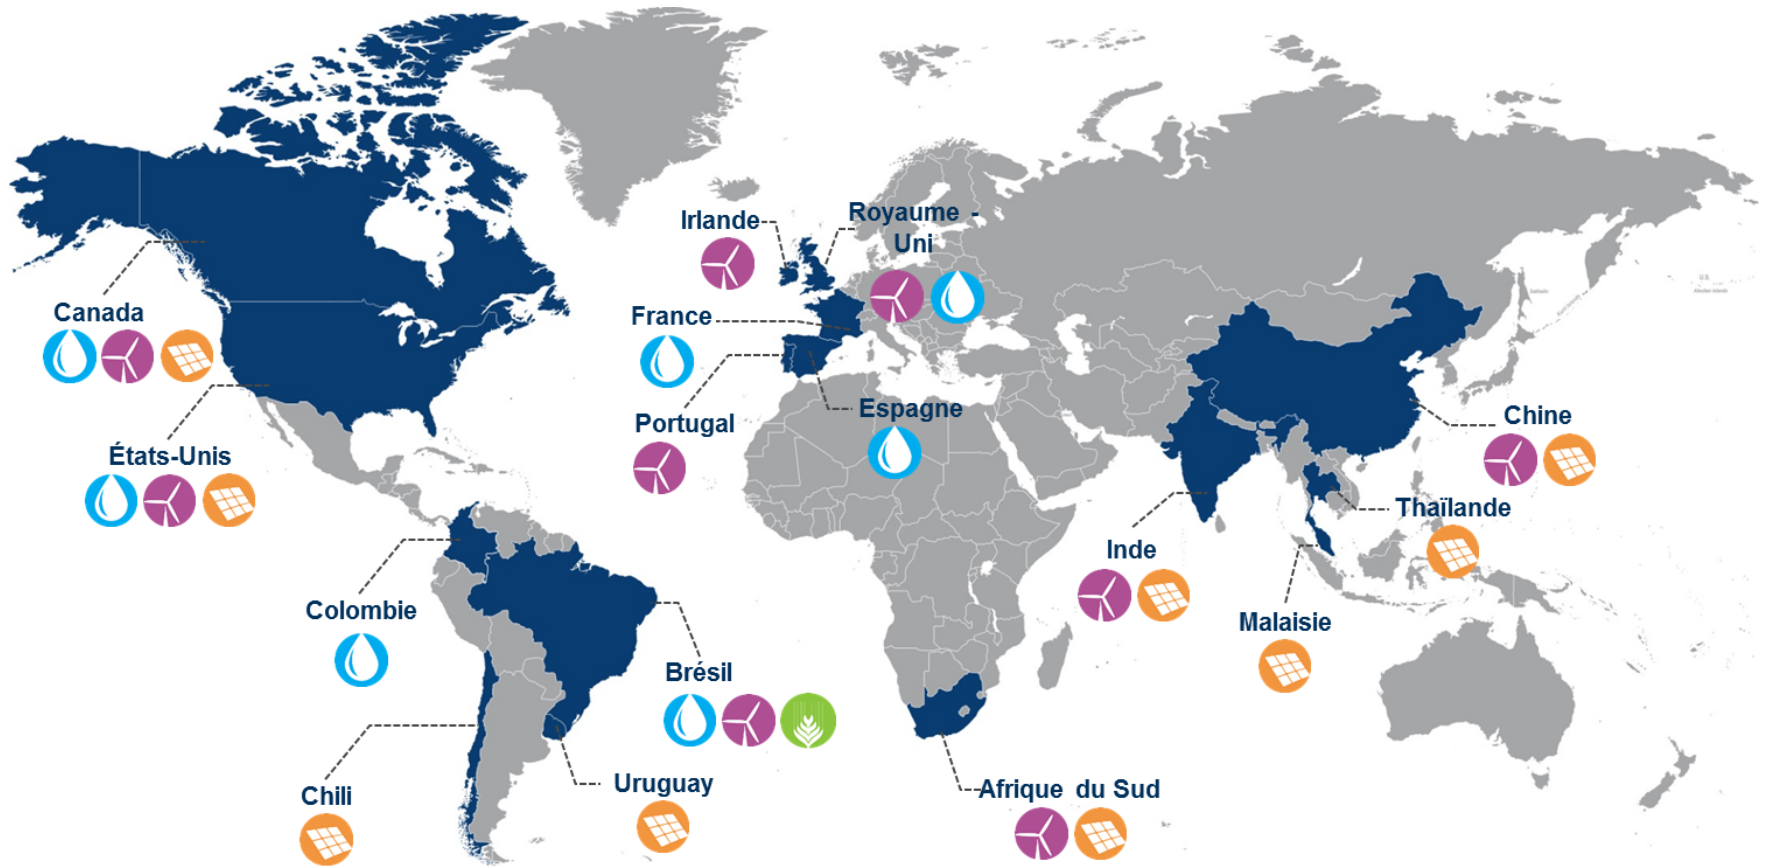 Irlande
Royaume -
Uni
Canada
France
Portugal
Espagne
Chine
États-Unis
Thaïlande
Inde
Colombie
Malaisie
Brésil
Chili
Uruguay
Afrique du Sud